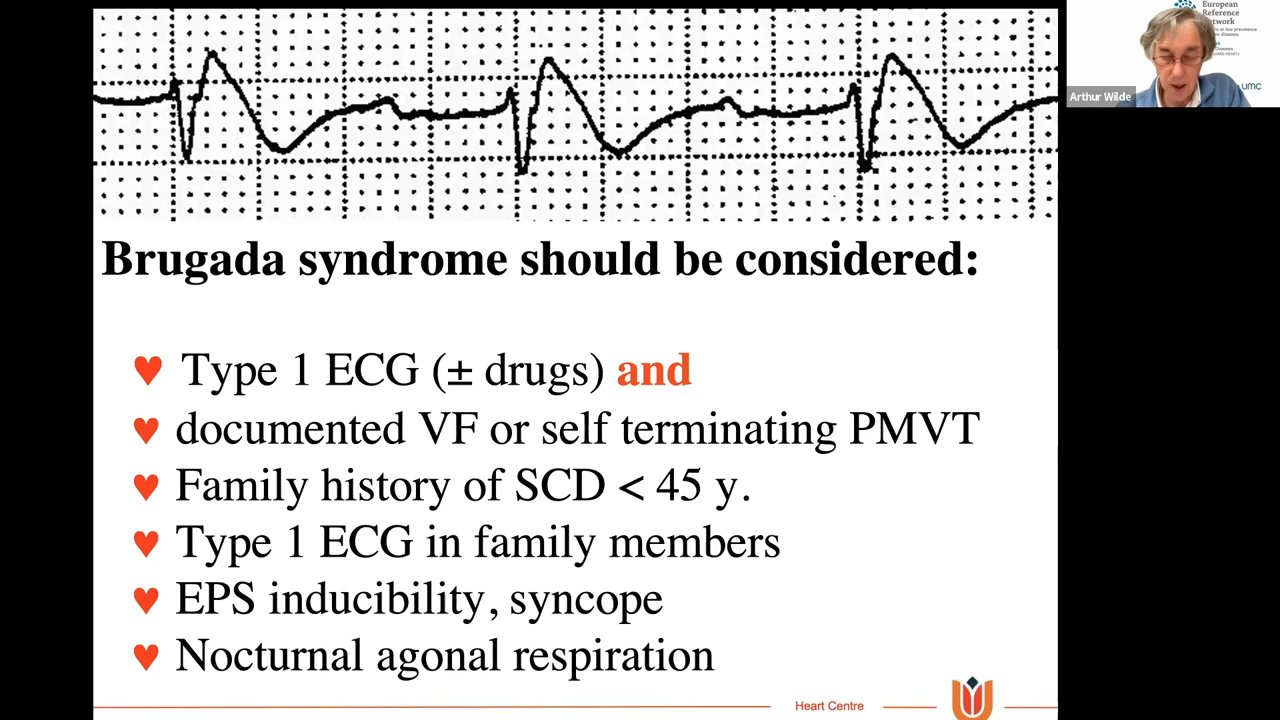 Brugada syndrome should be considered:
Type 1 ECG (± drugs) and
documented VF or self terminating PMVT
Family history of SCD < 45 y.
Type 1 ECG in family members
EPS inducibility, syncope
Nocturnal agonal respiration
Heart Centre
European
Reference
Network
Arthur Wilde
umc